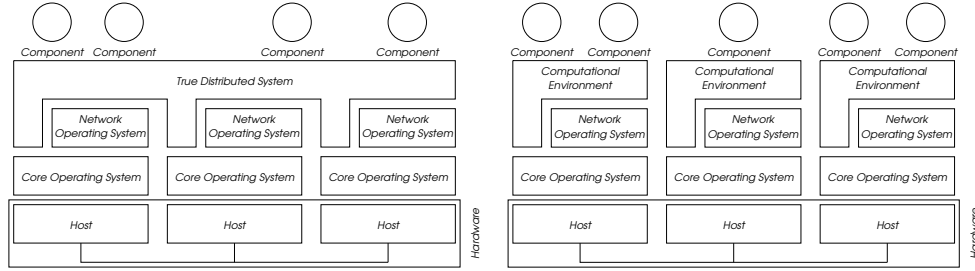 Component Component Component Component
True Distributed System
Network
Operating System
Network
Operating System
Network
Operating System
Core Operating System Core Operating System Core Operating System
Host Host Host
Hardware
Component Component Component Component Component
Computational
Environment
Computational
Environment
Computational
Environment
Network
Operating System
Network
Operating System
Network
Operating System
Core Operating System Core Operating System Core Operating System
Host Host Host
Hardware